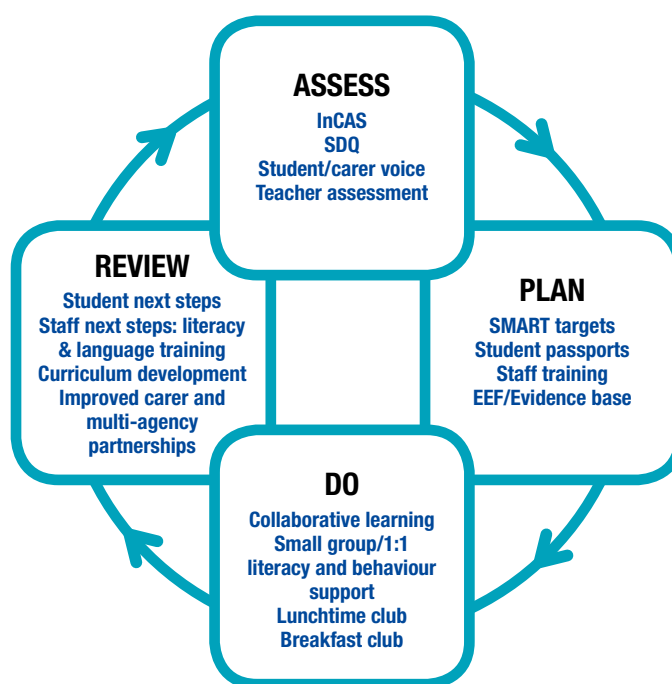 ASSESS
InCAS
SDQ
Student/carer voice
Teacher assessment
PLAN
SMART targets
Student passports
Staff training
EEF/Evidence base
DO
Collaborative learning
Small group/1:1
literacy and behaviour
support
Lunchtime club
Breakfast club
REVIEW
Student next steps
Staff next steps: literacy
& language training
Curriculum development
Improved carer and
multi-agency
partnerships